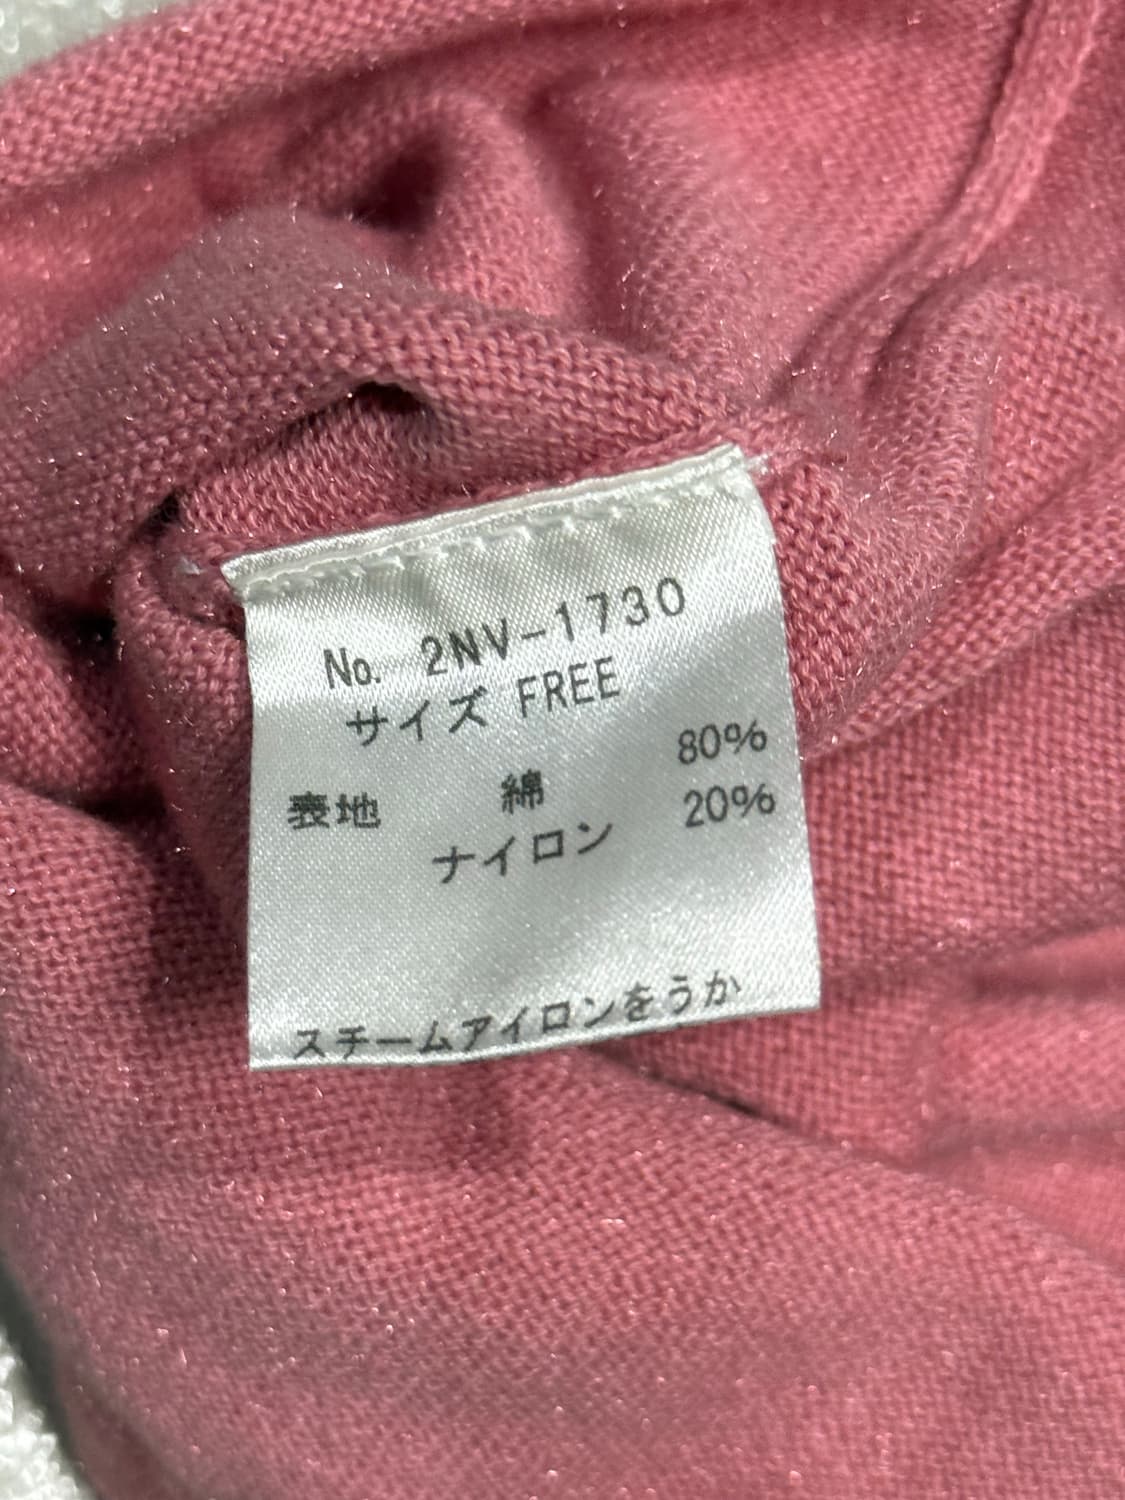 No. 2NV-1730
サイズ FREE
表地 綿 80%
ナイロン 20%
スチームアイロンをうか